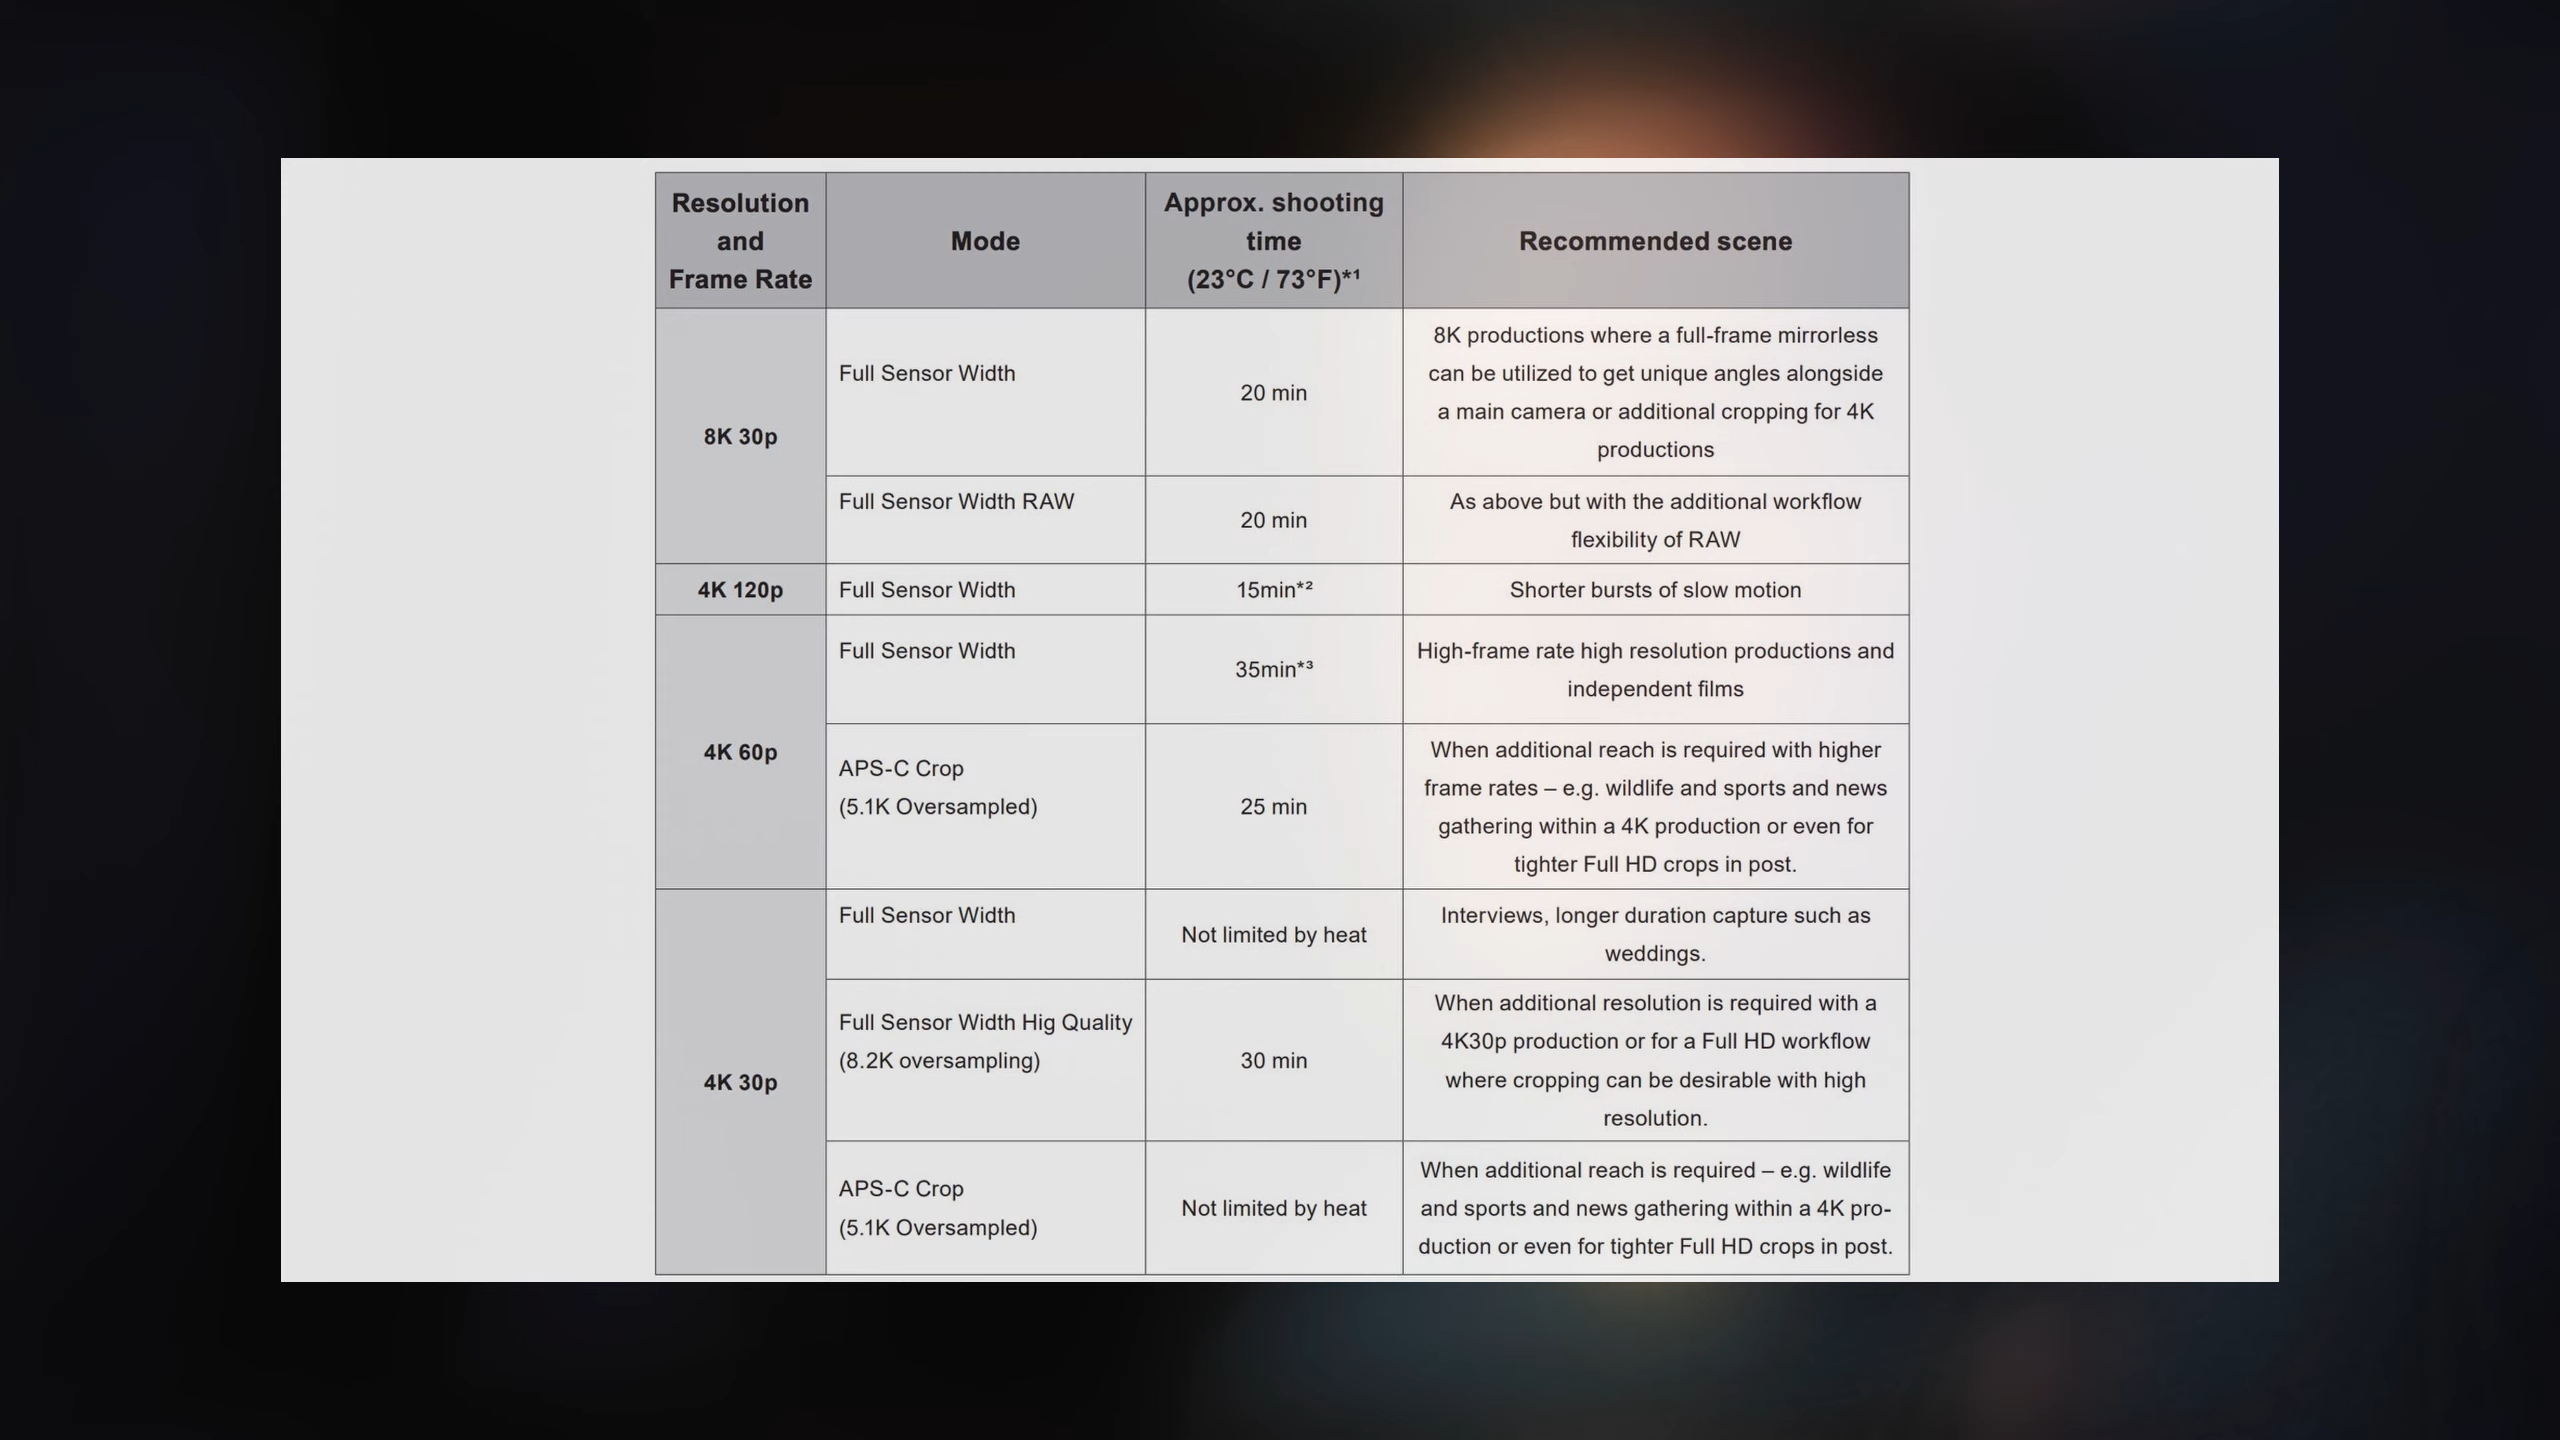 Resolution
and
Frame Rate
Mode
Approx. shooting
time
(23°C / 73°F)*¹
Recommended scene
8K 30p
Full Sensor Width
20 min
8K productions where a full-frame mirrorless
can be utilized to get unique angles alongside
a main camera or additional cropping for 4K
productions
Full Sensor Width RAW
20 min
As above but with the additional workflow
flexibility of RAW
4K 120p
Full Sensor Width
15min*²
Shorter bursts of slow motion
4K 60p
Full Sensor Width
35min*³
High-frame rate high resolution productions and
independent films
APS-C Crop
(5.1K Oversampled)
25 min
When additional reach is required with higher
frame rates – e.g. wildlife and sports and news
gathering within a 4K production or even for
tighter Full HD crops in post.
4K 30p
Full Sensor Width
Not limited by heat
Interviews, longer duration capture such as
weddings.
Full Sensor Width Hig Quality
(8.2K oversampling)
30 min
When additional resolution is required with a
4K30p production or for a Full HD workflow
where cropping can be desirable with high
resolution.
APS-C Crop
(5.1K Oversampled)
Not limited by heat
When additional reach is required – e.g. wildlife
and sports and news gathering within a 4K pro-
duction or even for tighter Full HD crops in post.